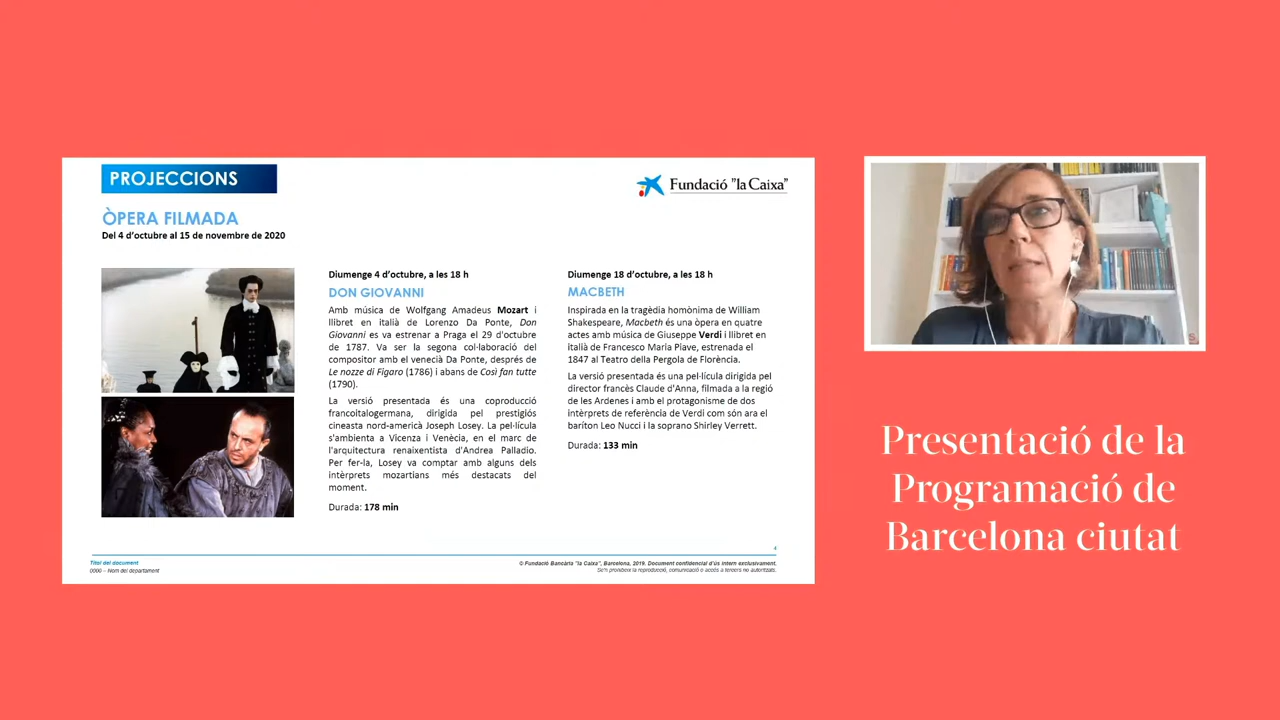 PROJECCIONS
Fundació "la Caixa"
ÒPERA FILMADA
Del 4 d'octubre al 15 de novembre de 2020
Diumenge 4 d'octubre, a les 18 h
DON GIOVANNI
Amb música de Wolfgang Amadeus Mozart i
llibret en italià de Lorenzo Da Ponte, Don
Giovanni es va estrenar a Praga el 29 d'octubre
de 1787. Va ser la segona col·laboració del
compositor amb el venecià Da Ponte, després de
Le nozze di Figaro (1786) i abans de Così fan tutte
(1790).
La versió presentada és una coproducció
francoitalogermana, dirigida pel prestigiós
cineasta nord-americà Joseph Losey. La pel·lícula
s'ambienta a Vicenza i Venècia, en el marc de
l'arquitectura renaixentista d'Andrea Palladio.
Per fer-la, Losey va comptar amb alguns dels
intèrprets mozartians més destacats del
moment.
Durada: 178 min
Diumenge 18 d'octubre, a les 18 h
MACBETH
Inspirada en la tragèdia homònima de William
Shakespeare, Macbeth és una òpera en quatre
actes amb música de Giuseppe Verdi i llibret en
italià de Francesco Maria Piave, estrenada el
1847 al Teatro della Pergola de Florència.
La versió presentada és una pel·lícula dirigida pel
director francès Claude d'Anna, filmada a la regió
de les Ardenes i amb el protagonisme de dos
intèrprets de referència de Verdi com són ara el
baríton Leo Nucci i la soprano Shirley Verrett.
Durada: 133 min
4
Títol del document
0000 – Nom del departament
© Fundació Bancària "la Caixa", Barcelona, 2019. Document confidencial d'ús intern exclusivament.
Se'n prohibeix la reproducció, comunicació o accés a tercers no autoritzats.
Presentació de la
Programació de
Barcelona ciutat